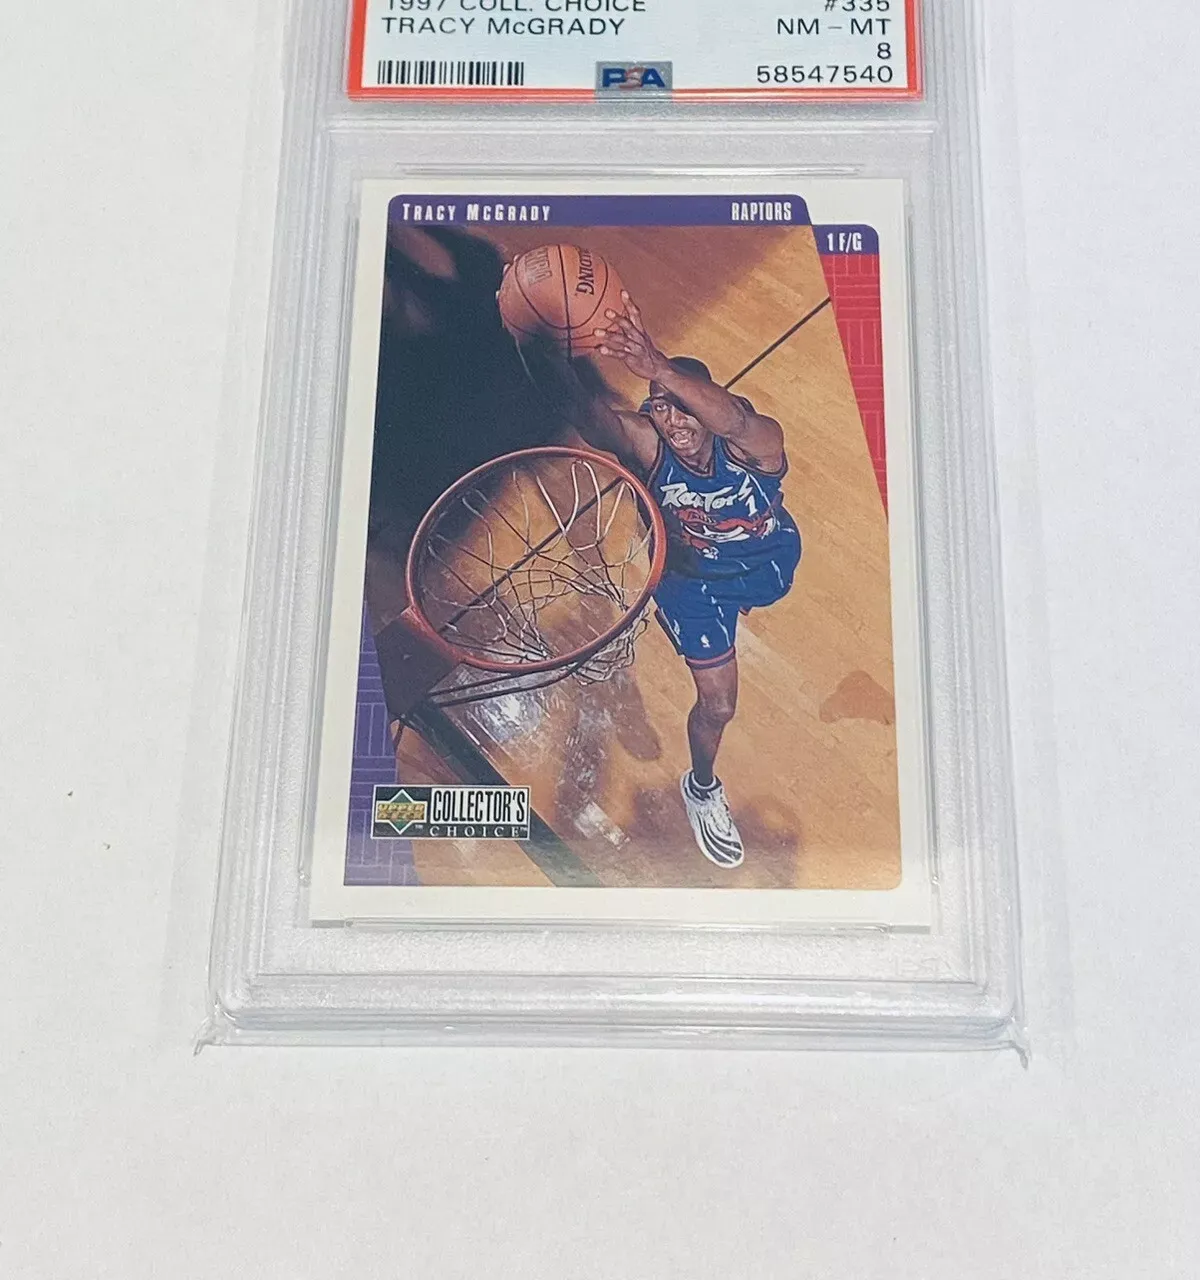 1997 COLL. CHOICE #335
TRACY McGRADY NM - MT
8
PSA 58547540
TRACY MCGRADY RAPTORS
1 F/G
SPALDING
RAPTORS
1
UPPER DECK
COLLECTOR'S
CHOICE™